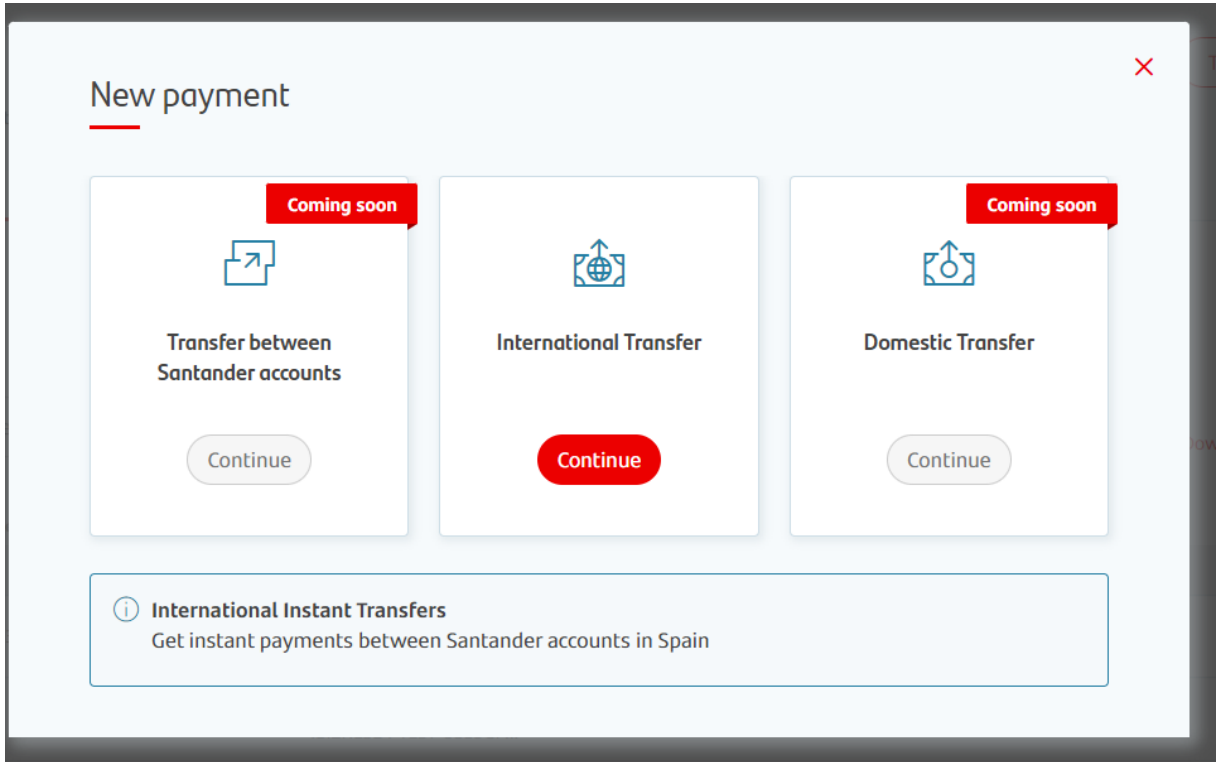 New payment
Coming soon
Transfer between
Santander accounts
Continue
International Transfer
Continue
Coming soon
Domestic Transfer
Continue
International Instant Transfers
Get instant payments between Santander accounts in Spain